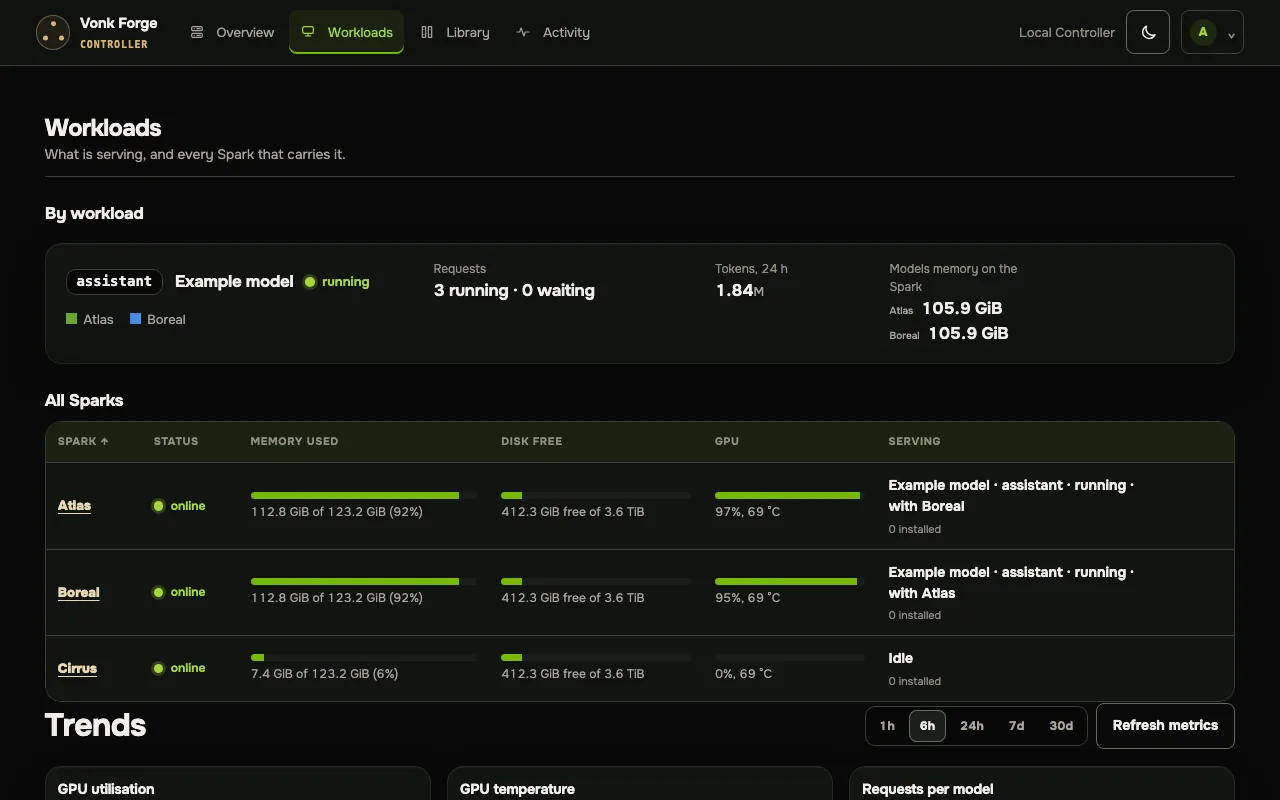 Vonk Forge
CONTROLLER
Overview
Workloads
Library
Activity
Local Controller
A
Workloads
What is serving, and every Spark that carries it.
By workload
assistant
Example model
running
Atlas
Boreal
Requests
3 running · 0 waiting
Tokens, 24 h
1.84M
Models memory on the
Spark
Atlas 105.9 GiB
Boreal 105.9 GiB
All Sparks
SPARK ↑
STATUS
MEMORY USED
DISK FREE
GPU
SERVING
Atlas
online
112.8 GiB of 123.2 GiB (92%)
412.3 GiB free of 3.6 TiB
97%, 69 °C
Example model · assistant · running ·
with Boreal
0 installed
Boreal
online
112.8 GiB of 123.2 GiB (92%)
412.3 GiB free of 3.6 TiB
95%, 69 °C
Example model · assistant · running ·
with Atlas
0 installed
Cirrus
online
7.4 GiB of 123.2 GiB (6%)
412.3 GiB free of 3.6 TiB
0%, 69 °C
Idle
0 installed
Trends
1h
6h
24h
7d
30d
Refresh metrics
GPU utilisation
GPU temperature
Requests per model